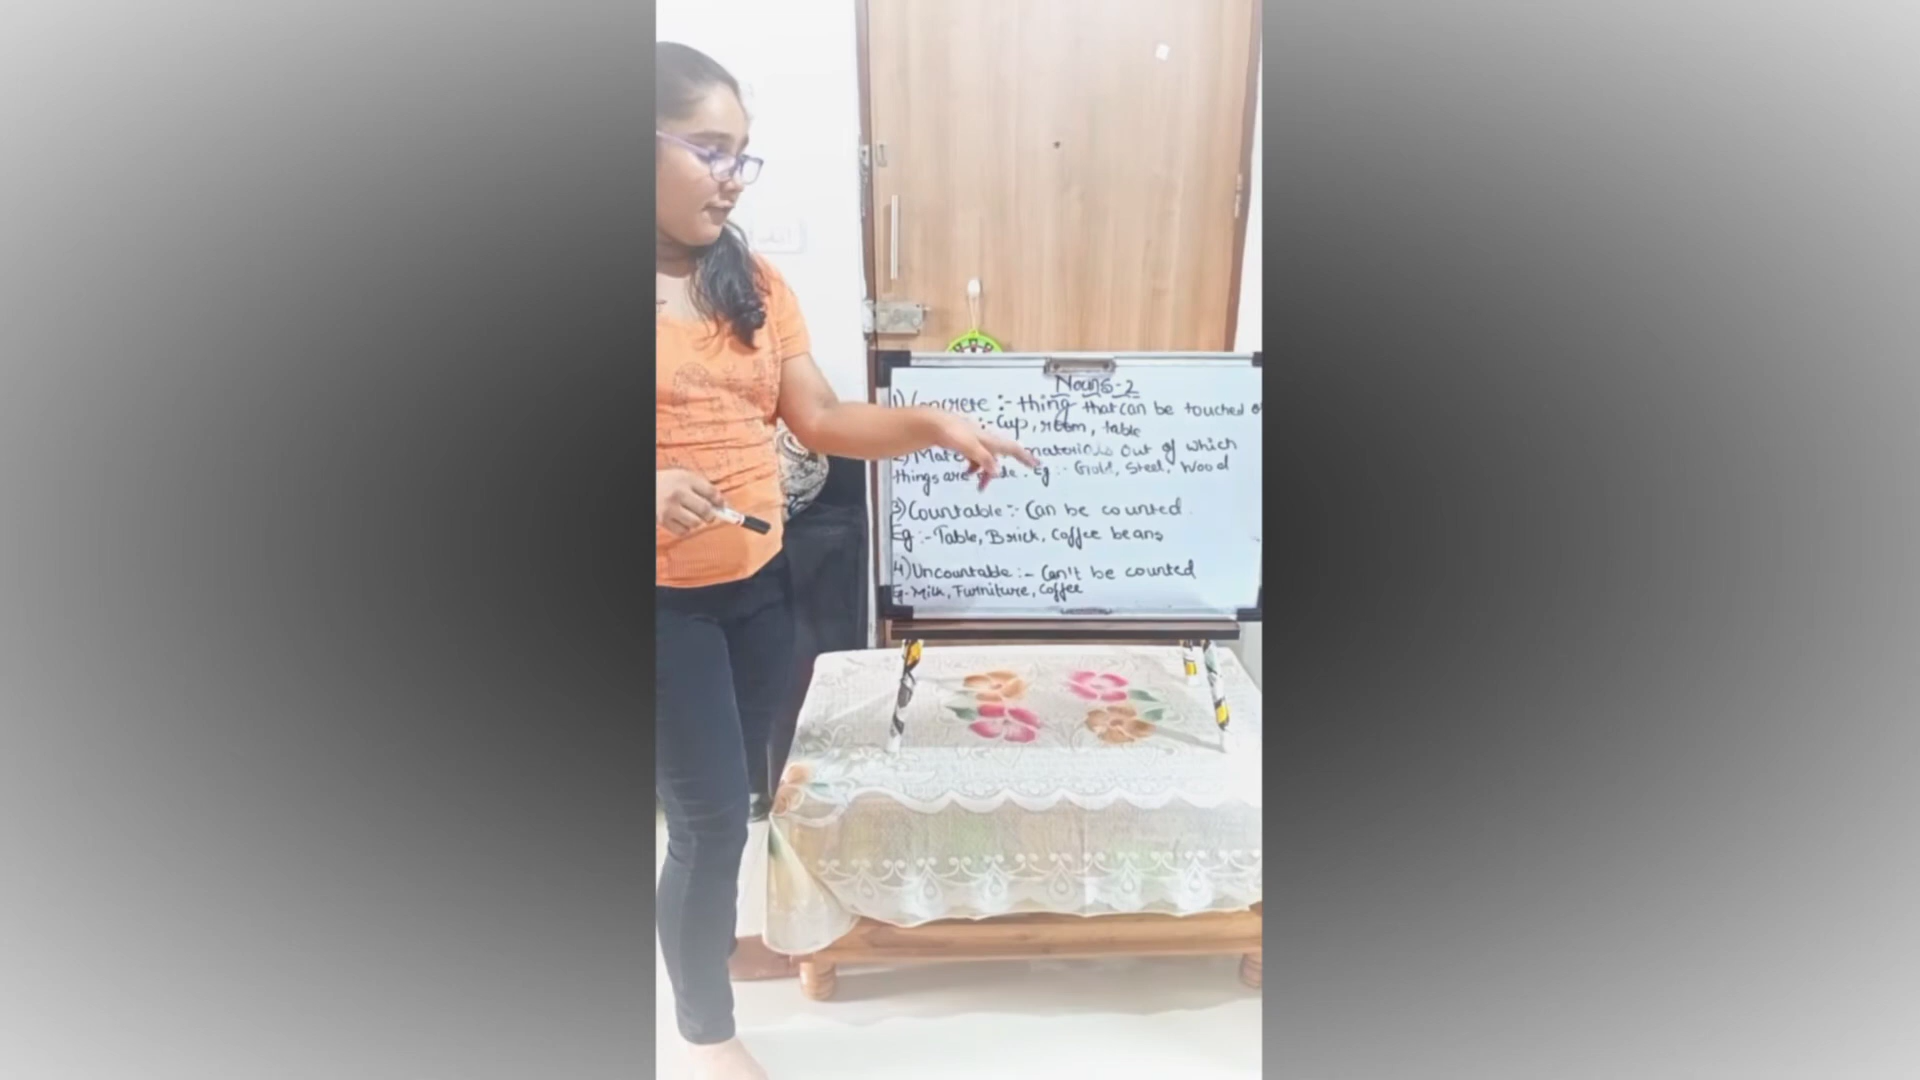 Nouns-2
1) Concrete :- thing that can be touched
:- Cup, room, table
2) materials out of which
things are made. Eg :- Gold, Steel, Wood
3) Countable :- Can be counted
Eg :- Table, Brick, Coffee beans
4) Uncountable :- Can't be counted
Eg- Milk, Furniture, Coffee